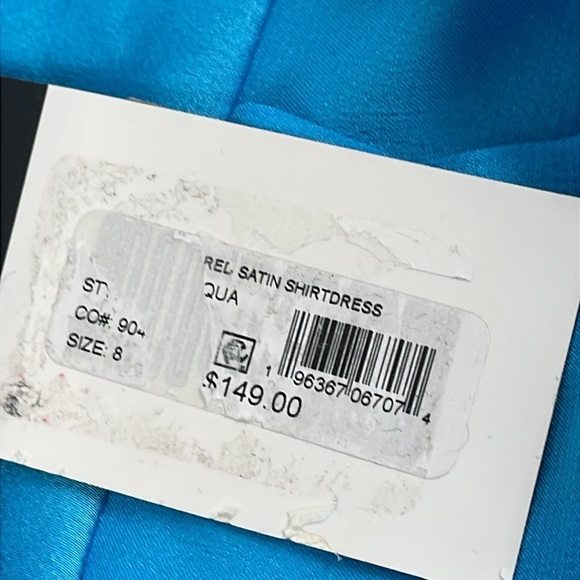 REL SATIN SHIRTDRESS
ST
QUA
CO#: 904
SIZE: 8
1 96367 06707 4
$149.00